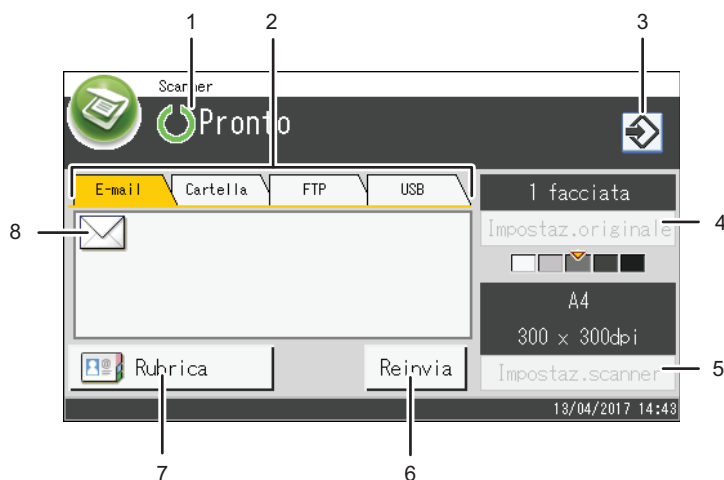 1 2 3
Scanner
Pronto
E-mail Cartella FTP USB
1 facciata
Impostaz.originale
4
8
A4
300 x 300dpi
Rubrica Reinvia
Impostaz.scanner
5
13/04/2017 14:43
7 6